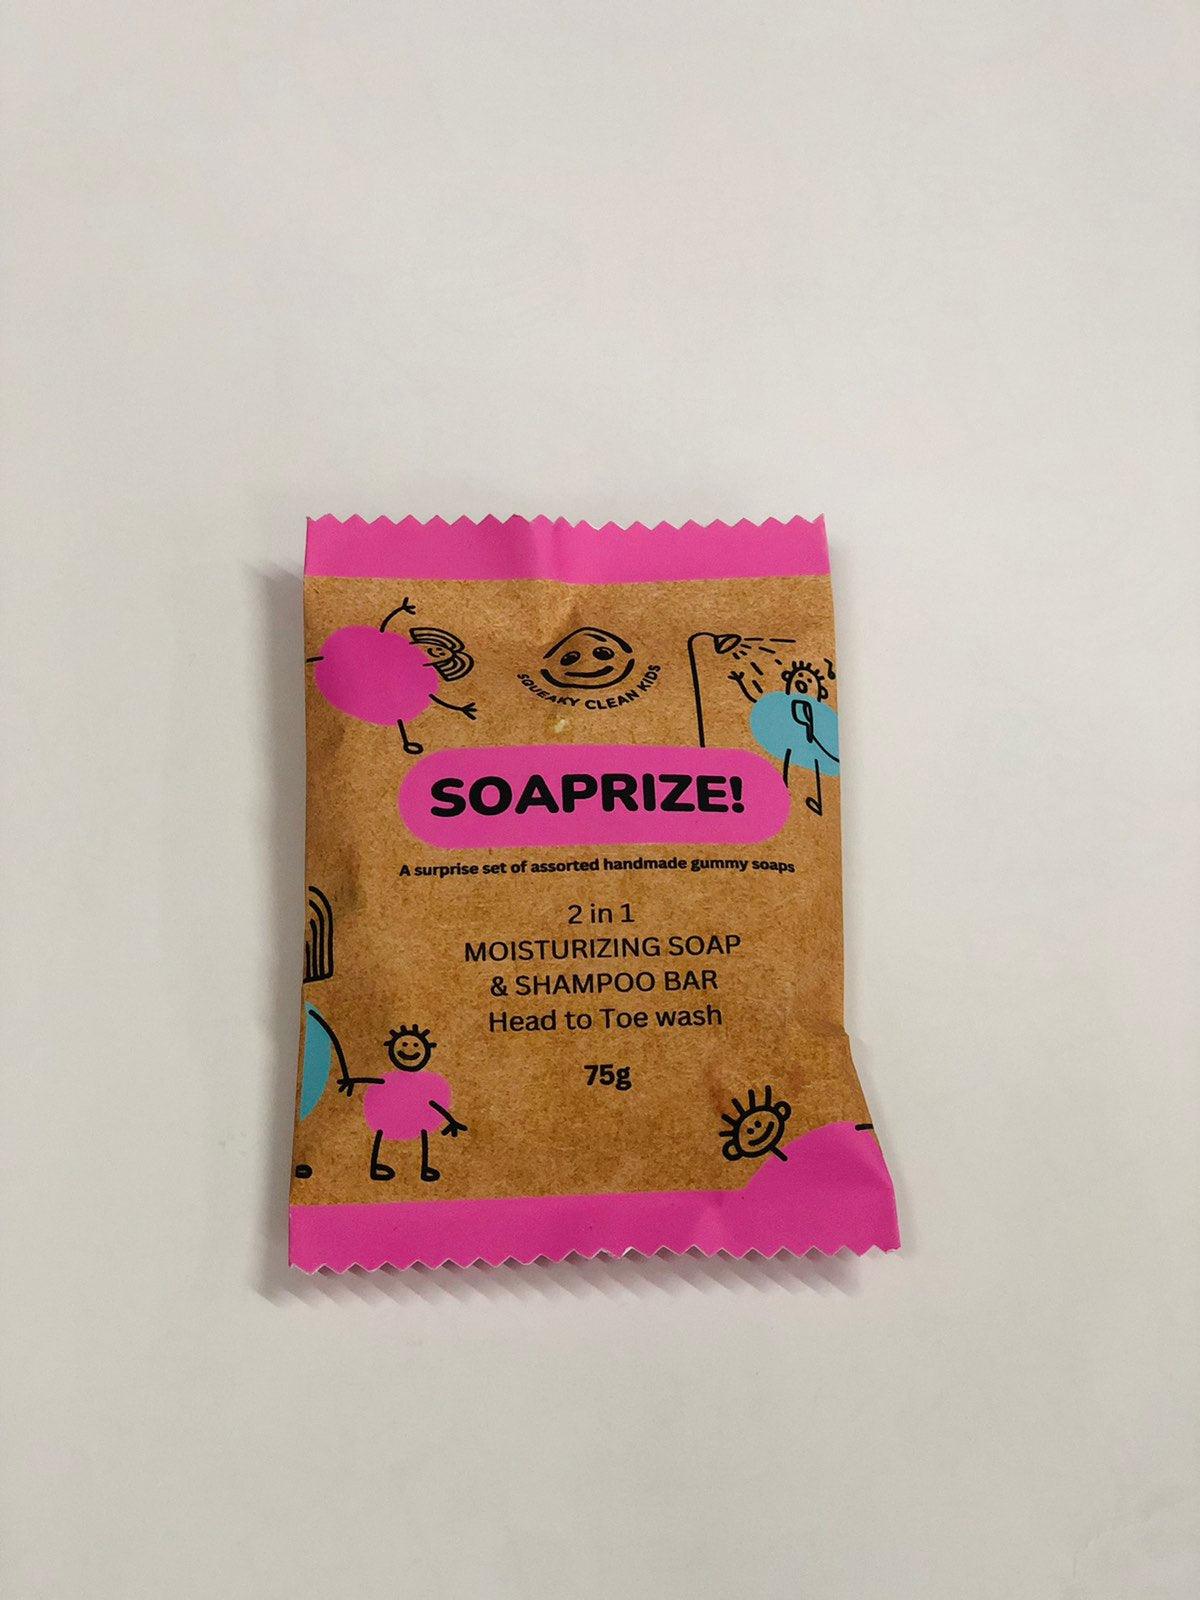 SQUEAKY CLEAN KIDS
SOAPRIZE!
A surprise set of assorted handmade gummy soaps
2 in 1
MOISTURIZING SOAP
& SHAMPOO BAR
Head to Toe wash
75g